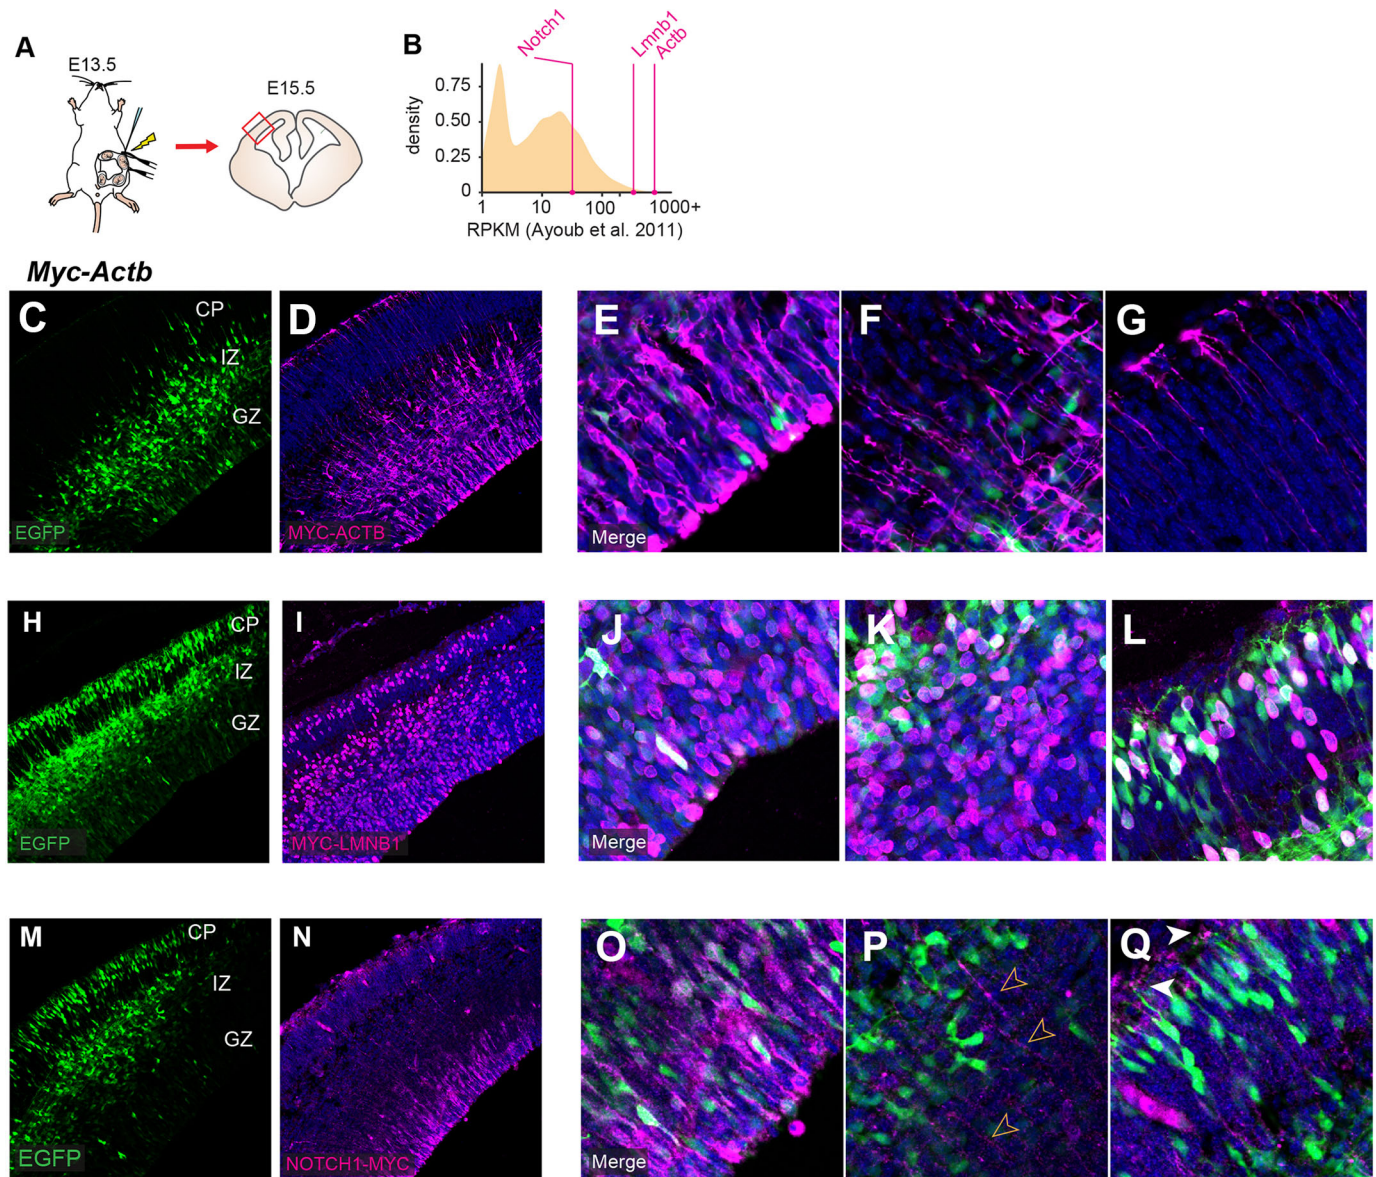 A
E13.5
E15.5
B
Notch1
Lmnb1
Actb
density
0.75
0.50
0.25
0
1
10
100
1000+
RPKM (Ayoub et al. 2011)
Myc-Actb
C
CP
IZ
GZ
EGFP
D
MYC-ACTB
E
Merge
F
G
H
CP
IZ
GZ
EGFP
I
MYC-LMNB1
J
Merge
K
L
M
CP
IZ
GZ
EGFP
N
NOTCH1-MYC
O
Merge
P
Q